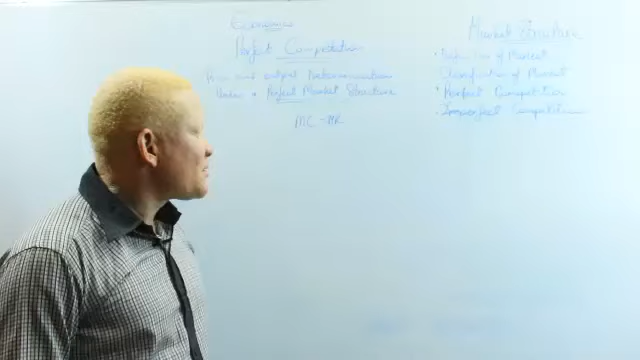 Economics
Perfect Competition
Price and output Determination
Under a Perfect Market Structure
MC = MR
Market Structure
• Definition of Market
• Classification of Market
• Perfect Competition
• Imperfect Competition